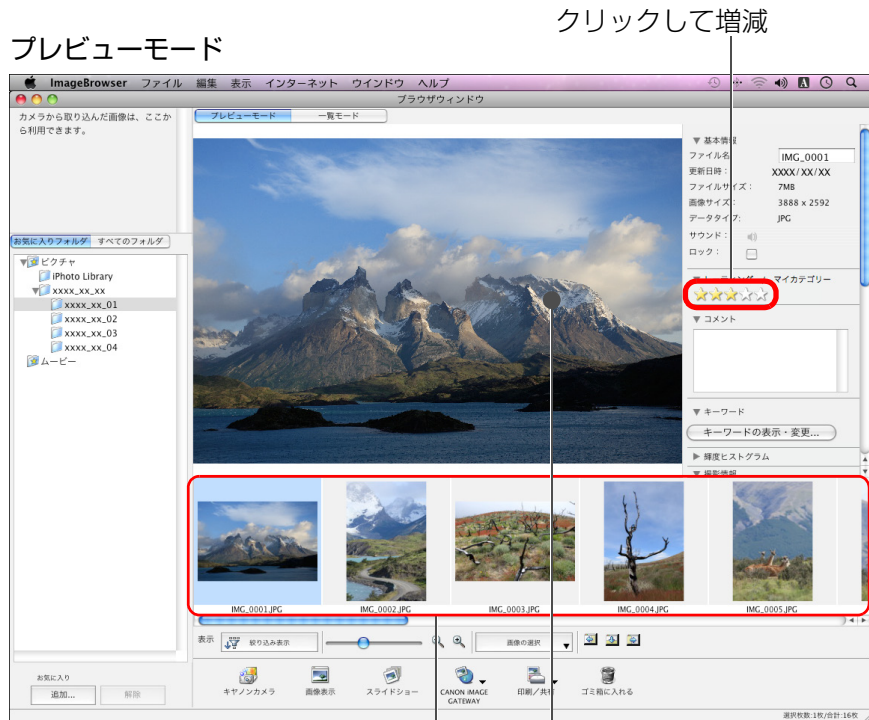 クリックして増減
プレビューモード
ImageBrowser ファイル 編集 表示 インターネット ウインドウ ヘルプ
ブラウザウィンドウ
カメラから取り込んだ画像は、ここか
ら利用できます。
プレビューモード 一覧モード
お気に入りフォルダ すべてのフォルダ
ピクチャ
iPhoto Library
xxxx_xx_xx
xxxx_xx_01
xxxx_xx_02
xxxx_xx_03
xxxx_xx_04
ムービー
基本情報
ファイル名 IMG_0001
更新日時: XXXX/XX/XX
ファイルサイズ: 7MB
画像サイズ: 3888 x 2592
データタイプ: JPG
サウンド:
ロック:
マイカテゴリー
コメント
キーワード
キーワードの表示・変更...
輝度ヒストグラム
撮影情報
IMG_0001.JPG IMG_0002.JPG IMG_0003.JPG IMG_0004.JPG IMG_0005.JPG
表示 絞り込み表示 画像の選択
お気に入り
追加... 解除
キヤノンカメラ 画像表示 スライドショー CANON iMAGE GATEWAY 印刷/共有 ゴミ箱に入れる
選択枚数:1枚/合計:16枚